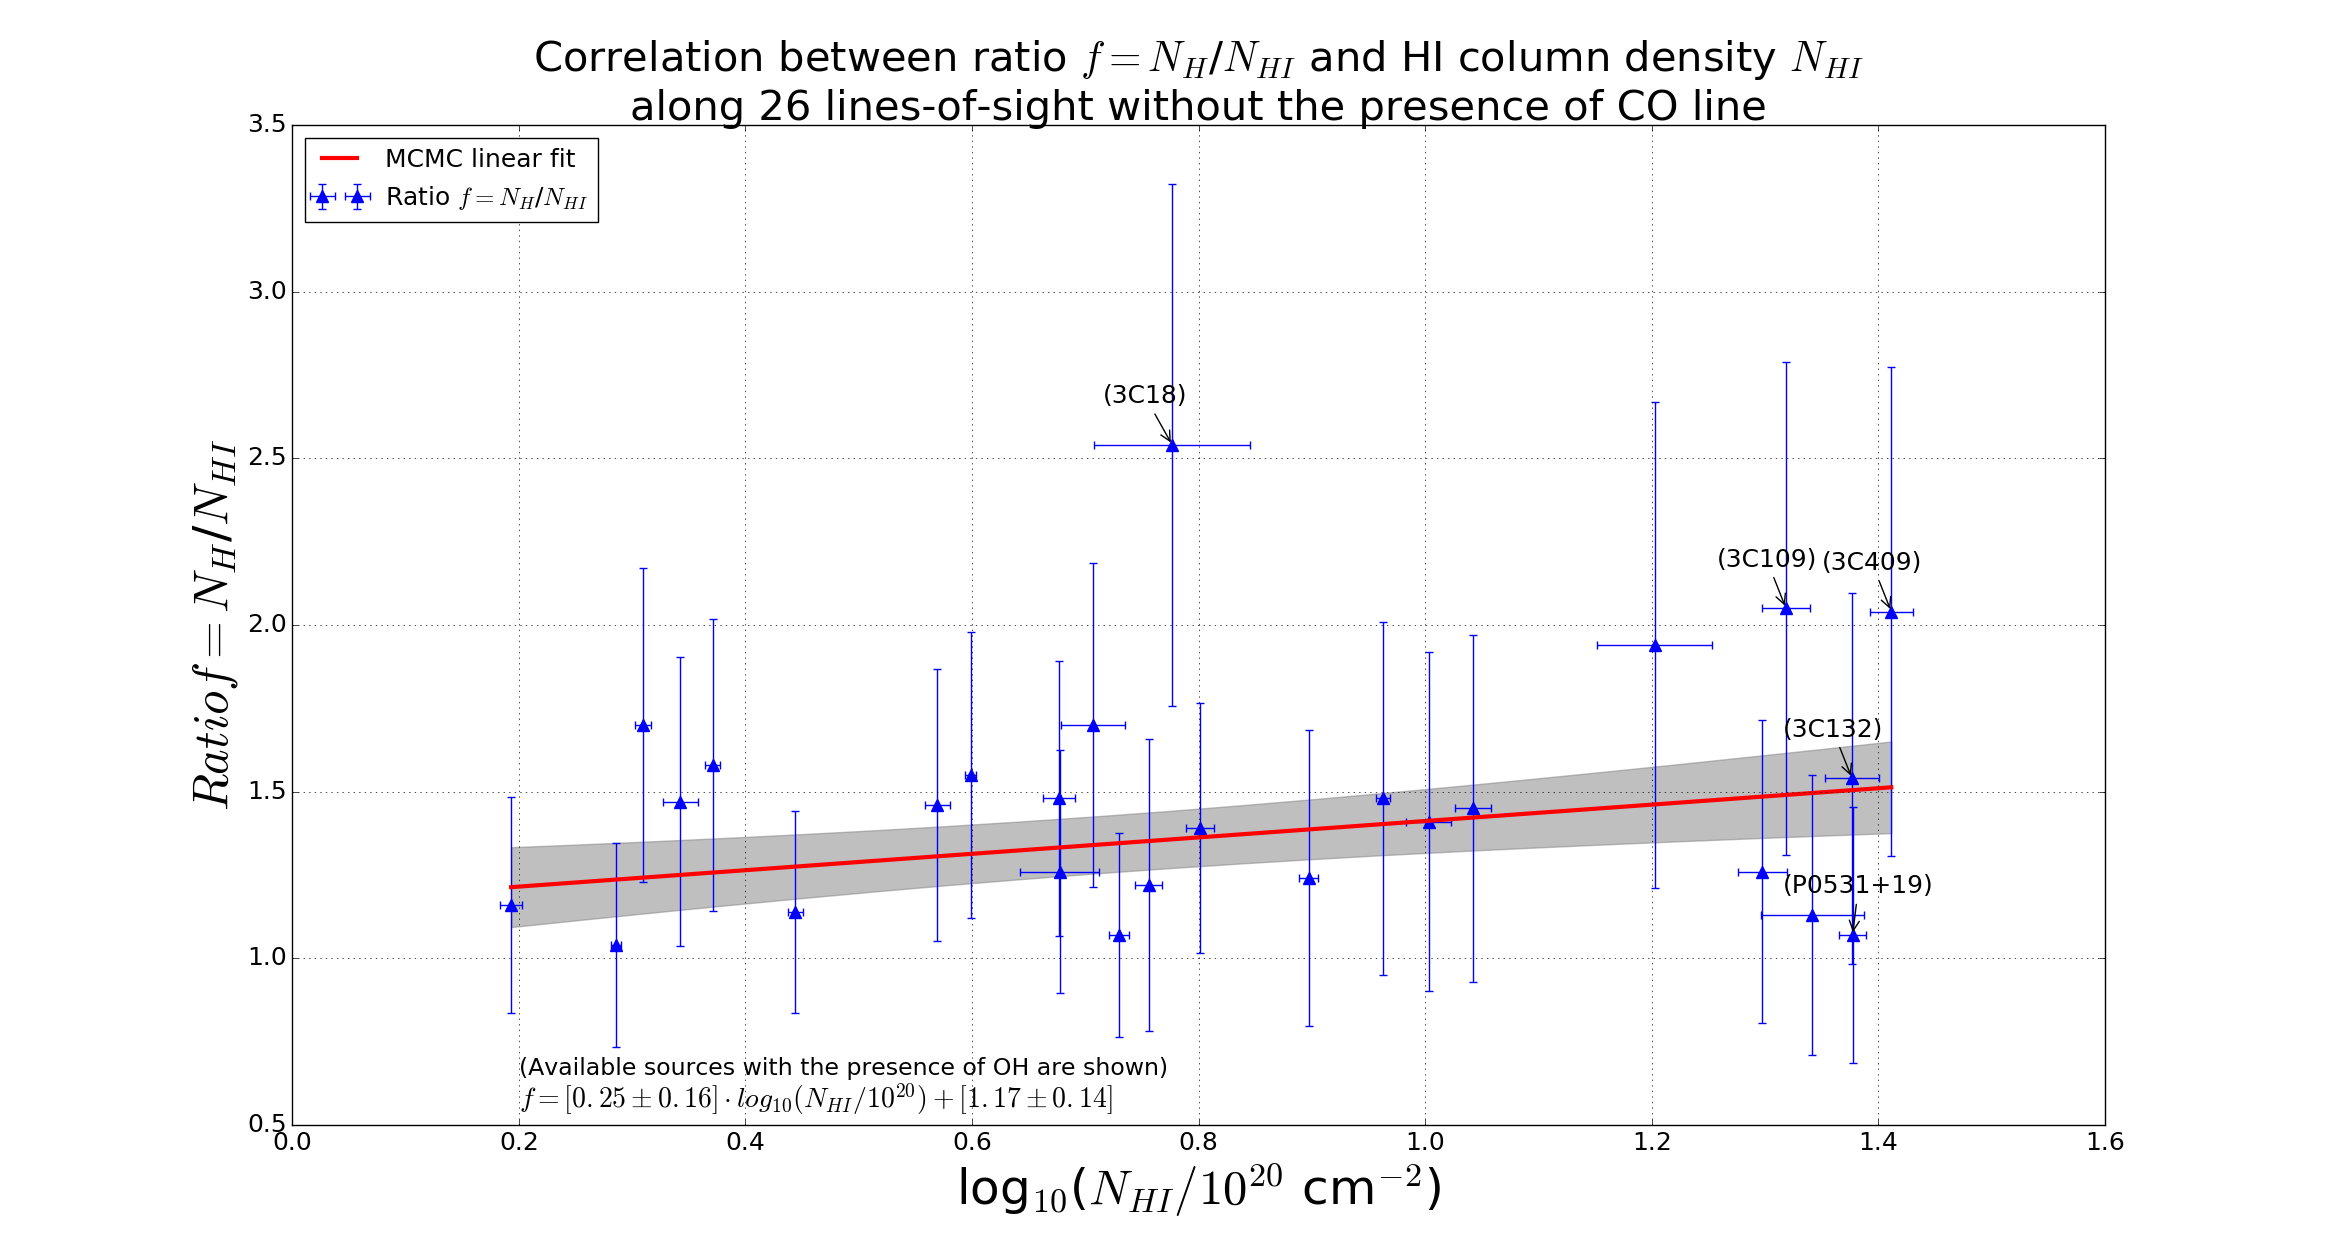 Correlation between ratio f = N_H/N_HI and HI column density N_HI
along 26 lines-of-sight without the presence of CO line
MCMC linear fit
Ratio f = N_H/N_HI
3.5
3.0
2.5
2.0
1.5
1.0
0.5
Ratio f = N_H/N_HI
(3C18)
(3C109)
(3C409)
(3C132)
(P0531+19)
(Available sources with the presence of OH are shown)
f = [0.25 ± 0.16] · log₁₀(N_HI/10²⁰) + [1.17 ± 0.14]
0.0 0.2 0.4 0.6 0.8 1.0 1.2 1.4 1.6
log₁₀(N_HI/10²⁰ cm⁻²)